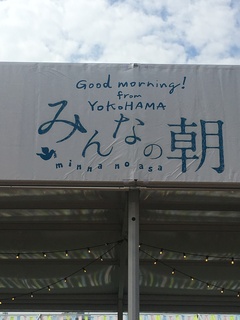 Good morning!
from
YoKoHAMA
みんなの朝
minna no asa